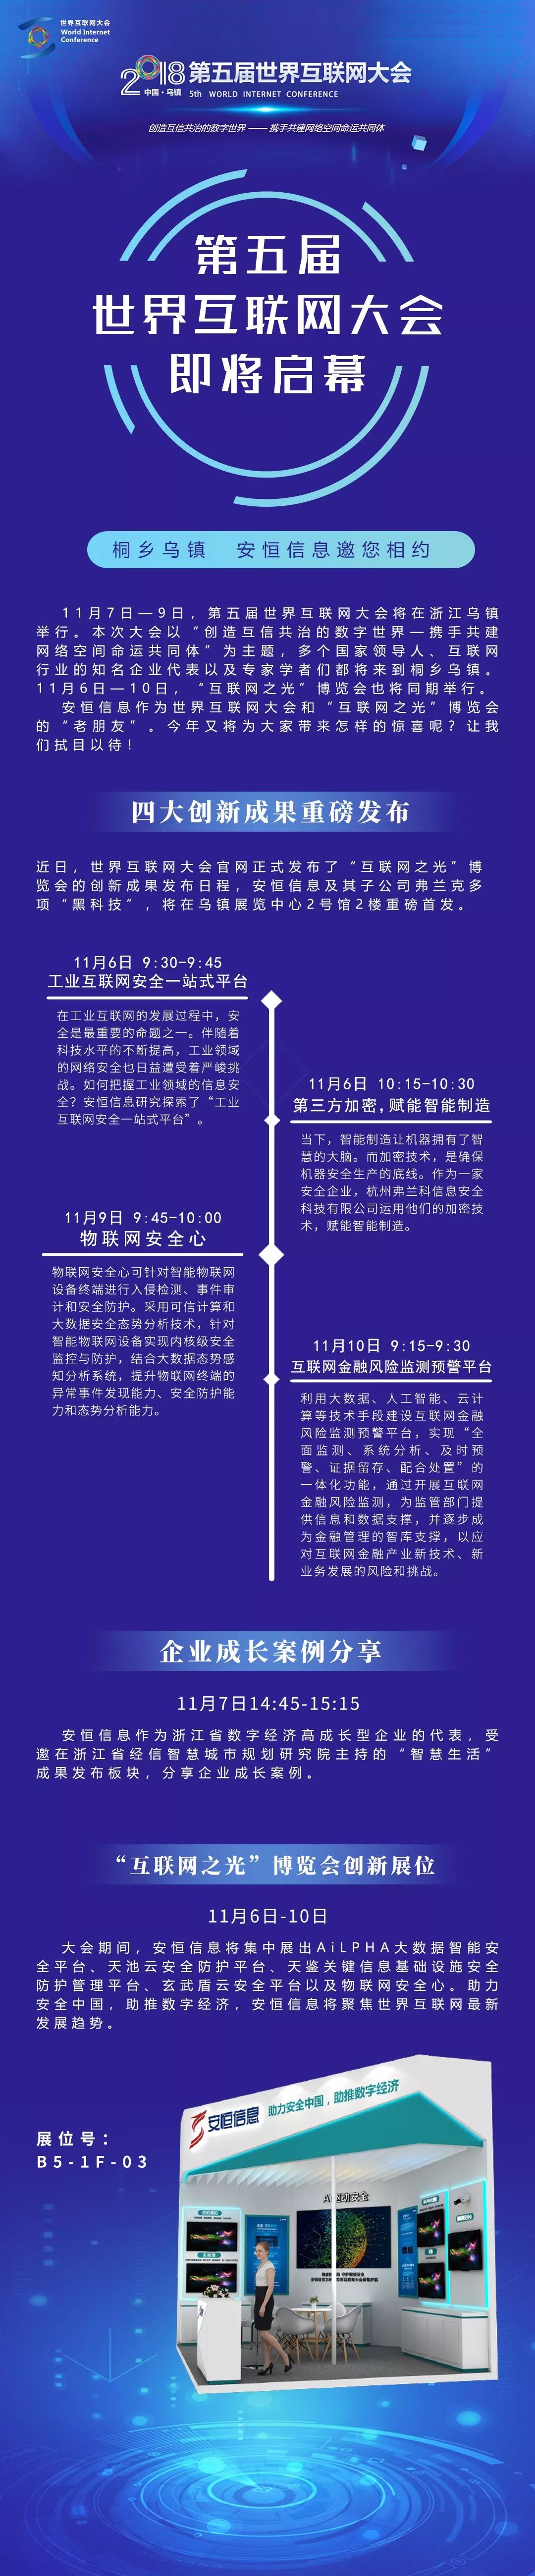 世界互联网大会
World Internet
Conference
2018 第五届世界互联网大会
中国·乌镇 5th WORLD INTERNET CONFERENCE
创造互信共治的数字世界 —— 携手共建网络空间命运共同体
第五届
世界互联网大会
即将启幕
桐乡乌镇 安恒信息邀您相约
11月7日—9日，第五届世界互联网大会将在浙江乌镇
举行。本次大会以“创造互信共治的数字世界—携手共建
网络空间命运共同体”为主题，多个国家领导人、互联网
行业的知名企业代表以及专家学者们都将来到桐乡乌镇。
11月6日—10日，“互联网之光”博览会也将同期举行。
安恒信息作为世界互联网大会和“互联网之光”博览会
的“老朋友”。今年又将为大家带来怎样的惊喜呢？让我
们拭目以待！
四大创新成果重磅发布
近日，世界互联网大会官网正式发布了“互联网之光”博
览会的创新成果发布日程，安恒信息及其子公司弗兰克多
项“黑科技”，将在乌镇展览中心2号馆2楼重磅首发。
11月6日 9:30-9:45
工业互联网安全一站式平台
在工业互联网的发展过程中，安
全是最重要的命题之一。伴随着
科技水平的不断提高，工业领域
的网络安全也日益遭受着严峻挑
战。如何把握工业领域的信息安
全？安恒信息研究探索了“工业
互联网安全一站式平台”。
11月6日 10:15-10:30
第三方加密，赋能智能制造
当下，智能制造让机器拥有了智
慧的大脑。而加密技术，是确保
机器安全生产的底线。作为一家
安全企业，杭州弗兰科信息安全
科技有限公司运用他们的加密技
术，赋能智能制造。
11月9日 9:45-10:00
物联网安全心
物联网安全心可针对智能物联网
设备终端进行入侵检测、事件审
计和安全防护。采用可信计算和
大数据安全态势分析技术，针对
智能物联网设备实现内核级安全
监控与防护，结合大数据态势感
知分析系统，提升物联网终端的
异常事件发现能力、安全防护能
力和态势分析能力。
11月10日 9:15-9:30
互联网金融风险监测预警平台
利用大数据、人工智能、云计
算等技术手段建设互联网金融
风险监测预警平台，实现“全
面监测、系统分析、及时预
警、证据留存、配合处置”的
一体化功能，通过开展互联网
金融风险监测，为监管部门提
供信息和数据支撑，并逐步成
为金融管理的智库支撑，以应
对互联网金融产业新技术、新
业务发展的风险和挑战。
企业成长案例分享
11月7日14:45-15:15
安恒信息作为浙江省数字经济高成长型企业的代表，受
邀在浙江省经信智慧城市规划研究院主持的“智慧生活”
成果发布板块，分享企业成长案例。
“互联网之光”博览会创新展位
11月6日-10日
大会期间，安恒信息将集中展出AiLPHA大数据智能安
全平台、天池云安全防护平台、天鉴关键信息基础设施安全
防护管理平台、玄武盾云安全平台以及物联网安全心。助力
安全中国，助推数字经济，安恒信息将聚焦世界互联网最新
发展趋势。
安恒信息 助力安全中国，助推数字经济
展位号：
B5-1F-03
AI驱动安全